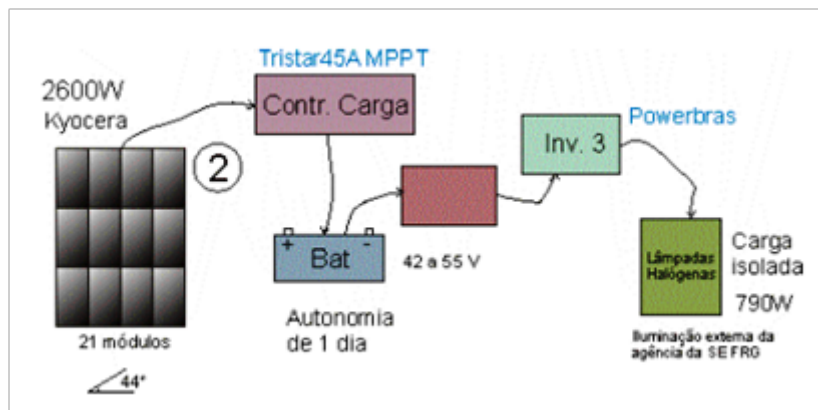 Tristar45A MPPT
2600W
Kyocera
Contr. Carga
2
Powerbras
Inv. 3
+ -
Bat
42 a 55 V
Lâmpadas
Halógenas
Carga
isolada
790W
Autonomia
de 1 dia
21 módulos
Iluminação externa da
agência da SE FRG
44°